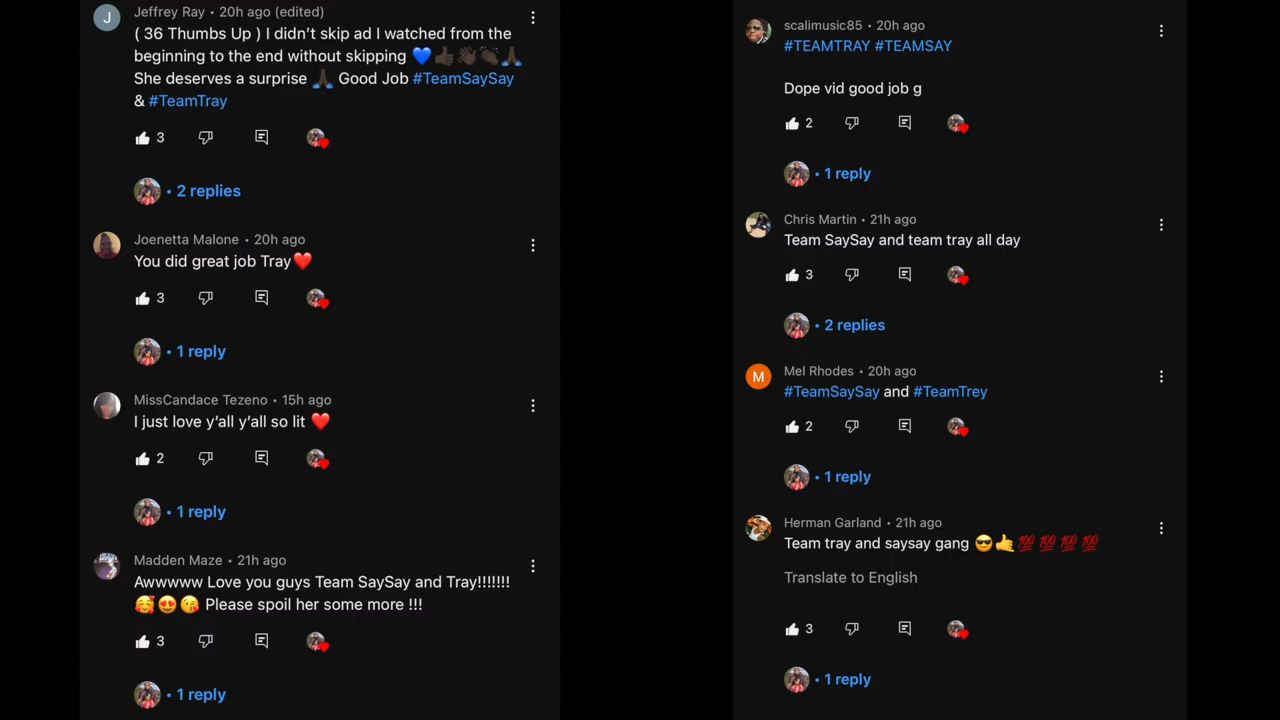 J
Jeffrey Ray • 20h ago (edited)
( 36 Thumbs Up ) I didn’t skip ad I watched from the
beginning to the end without skipping 💙👍🏿👏🏿👏🏿🙏🏿
She deserves a surprise 🙏🏿 Good Job #TeamSaySay
& #TeamTray
3
• 2 replies
Joenetta Malone • 20h ago
You did great job Tray❤️
3
• 1 reply
MissCandace Tezeno • 15h ago
I just love y’all y’all so lit ❤️
2
• 1 reply
Madden Maze • 21h ago
Awwwww Love you guys Team SaySay and Tray!!!!!!!
🥰😍😘 Please spoil her some more !!!
3
• 1 reply
scalimusic85 • 20h ago
#TEAMTRAY #TEAMSAY
Dope vid good job g
2
• 1 reply
Chris Martin • 21h ago
Team SaySay and team tray all day
3
• 2 replies
M
Mel Rhodes • 20h ago
#TeamSaySay and #TeamTrey
2
• 1 reply
Herman Garland • 21h ago
Team tray and saysay gang 😎🤙💯💯💯💯
Translate to English
3
• 1 reply